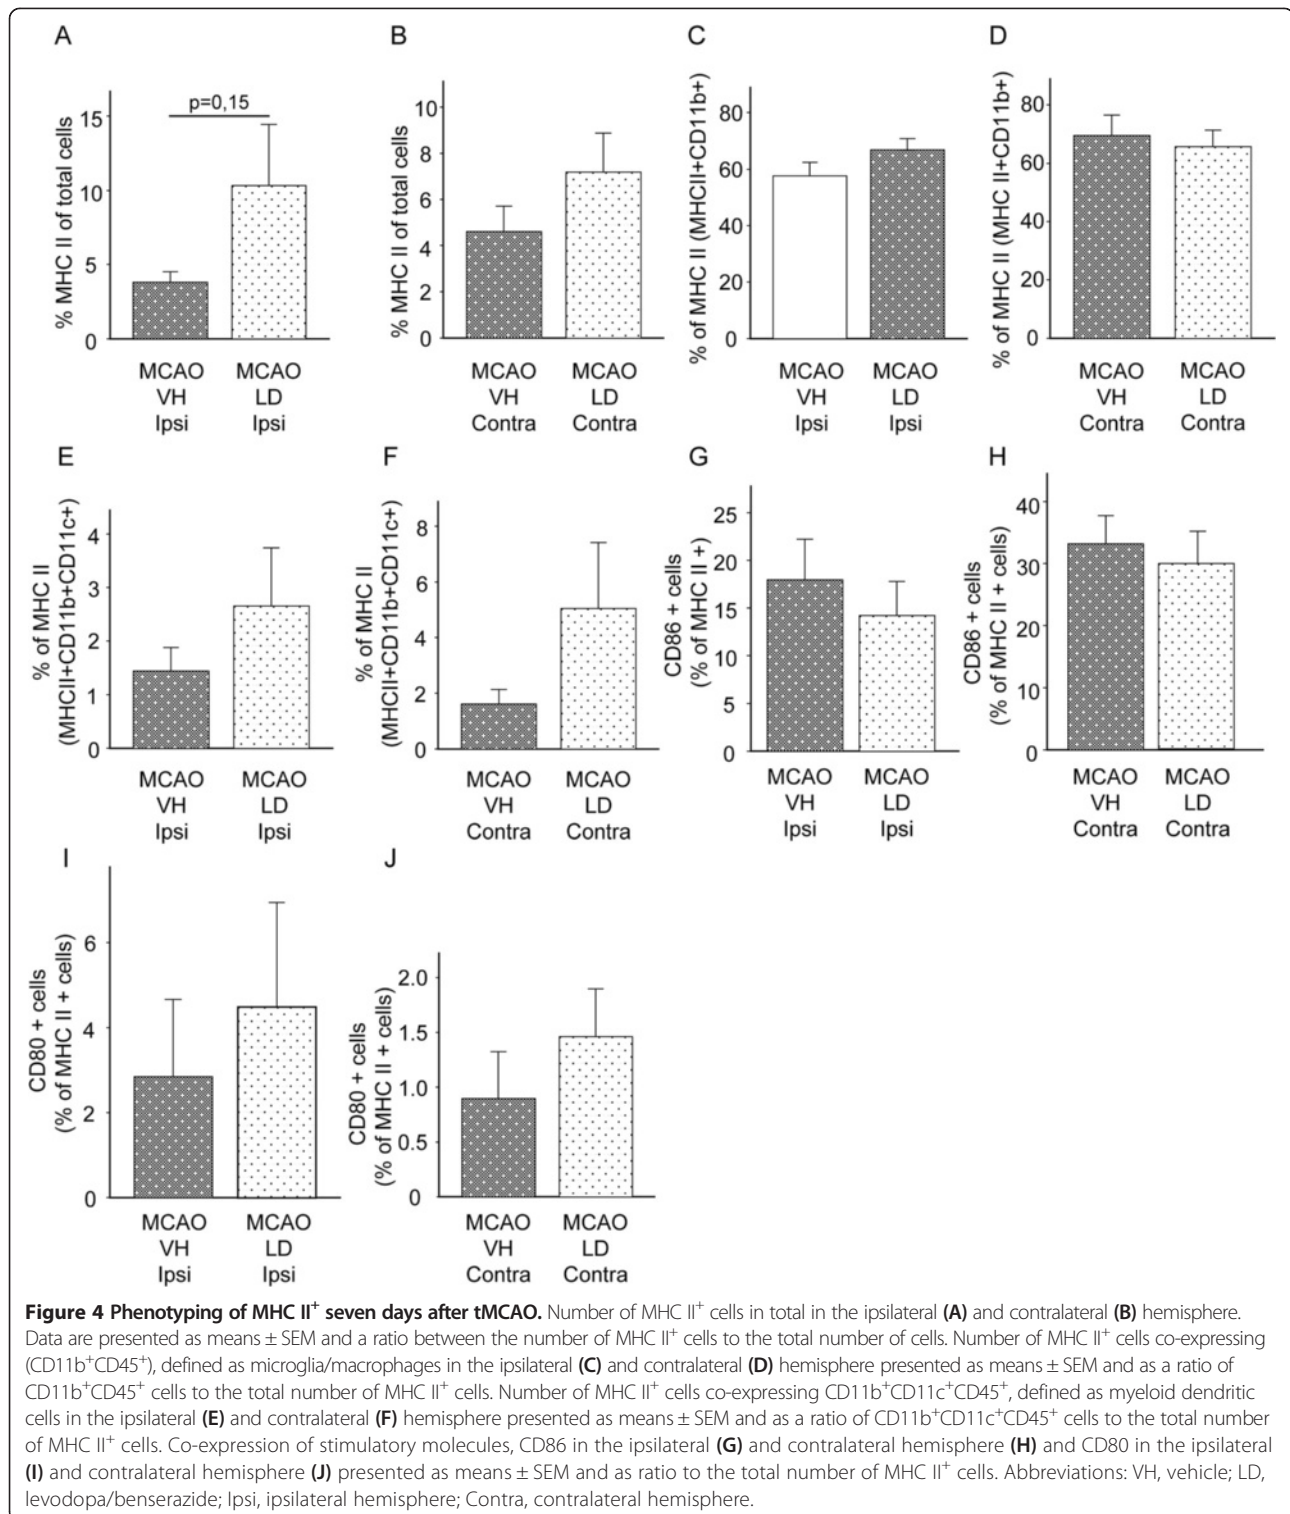 A
B
C
D
% MHC II of total cells
15
10
5
0
p=0,15
MCAO
VH
Ipsi
MCAO
LD
Ipsi
% MHC II of total cells
10
8
6
4
2
0
MCAO
VH
Contra
MCAO
LD
Contra
% of MHC II (MHCII+CD11b+)
80
60
40
20
0
MCAO
VH
Ipsi
MCAO
LD
Ipsi
% of MHC II (MHC II+CD11b+)
80
60
40
20
0
MCAO
VH
Contra
MCAO
LD
Contra
E
F
G
H
% of MHC II
(MHCII+CD11b+CD11c+)
4
3
2
1
0
MCAO
VH
Ipsi
MCAO
LD
Ipsi
% of MHC II
(MHCII+CD11b+CD11c+)
8
6
4
2
0
MCAO
VH
Contra
MCAO
LD
Contra
CD86 + cells
(% of MHC II +)
25
20
15
10
5
0
MCAO
VH
Ipsi
MCAO
LD
Ipsi
CD86 + cells
(% of MHC II + cells)
40
30
20
10
0
MCAO
VH
Contra
MCAO
LD
Contra
I
J
CD80 + cells
(% of MHC II + cells)
6
4
2
0
MCAO
VH
Ipsi
MCAO
LD
Ipsi
CD80 + cells
(% of MHC II + cells)
2.0
1.5
1.0
0.5
0
MCAO
VH
Contra
MCAO
LD
Contra
Figure 4 Phenotyping of MHC II⁺ seven days after tMCAO. Number of MHC II⁺ cells in total in the ipsilateral (A) and contralateral (B) hemisphere.
Data are presented as means ± SEM and a ratio between the number of MHC II⁺ cells to the total number of cells. Number of MHC II⁺ cells co-expressing
(CD11b⁺CD45⁺), defined as microglia/macrophages in the ipsilateral (C) and contralateral (D) hemisphere presented as means ± SEM and as a ratio of
CD11b⁺CD45⁺ cells to the total number of MHC II⁺ cells. Number of MHC II⁺ cells co-expressing CD11b⁺CD11c⁺CD45⁺, defined as myeloid dendritic
cells in the ipsilateral (E) and contralateral (F) hemisphere presented as means ± SEM and as a ratio of CD11b⁺CD11c⁺CD45⁺ cells to the total number
of MHC II⁺ cells. Co-expression of stimulatory molecules, CD86 in the ipsilateral (G) and contralateral hemisphere (H) and CD80 in the ipsilateral
(I) and contralateral hemisphere (J) presented as means ± SEM and as ratio to the total number of MHC II⁺ cells. Abbreviations: VH, vehicle; LD,
levodopa/benserazide; Ipsi, ipsilateral hemisphere; Contra, contralateral hemisphere.